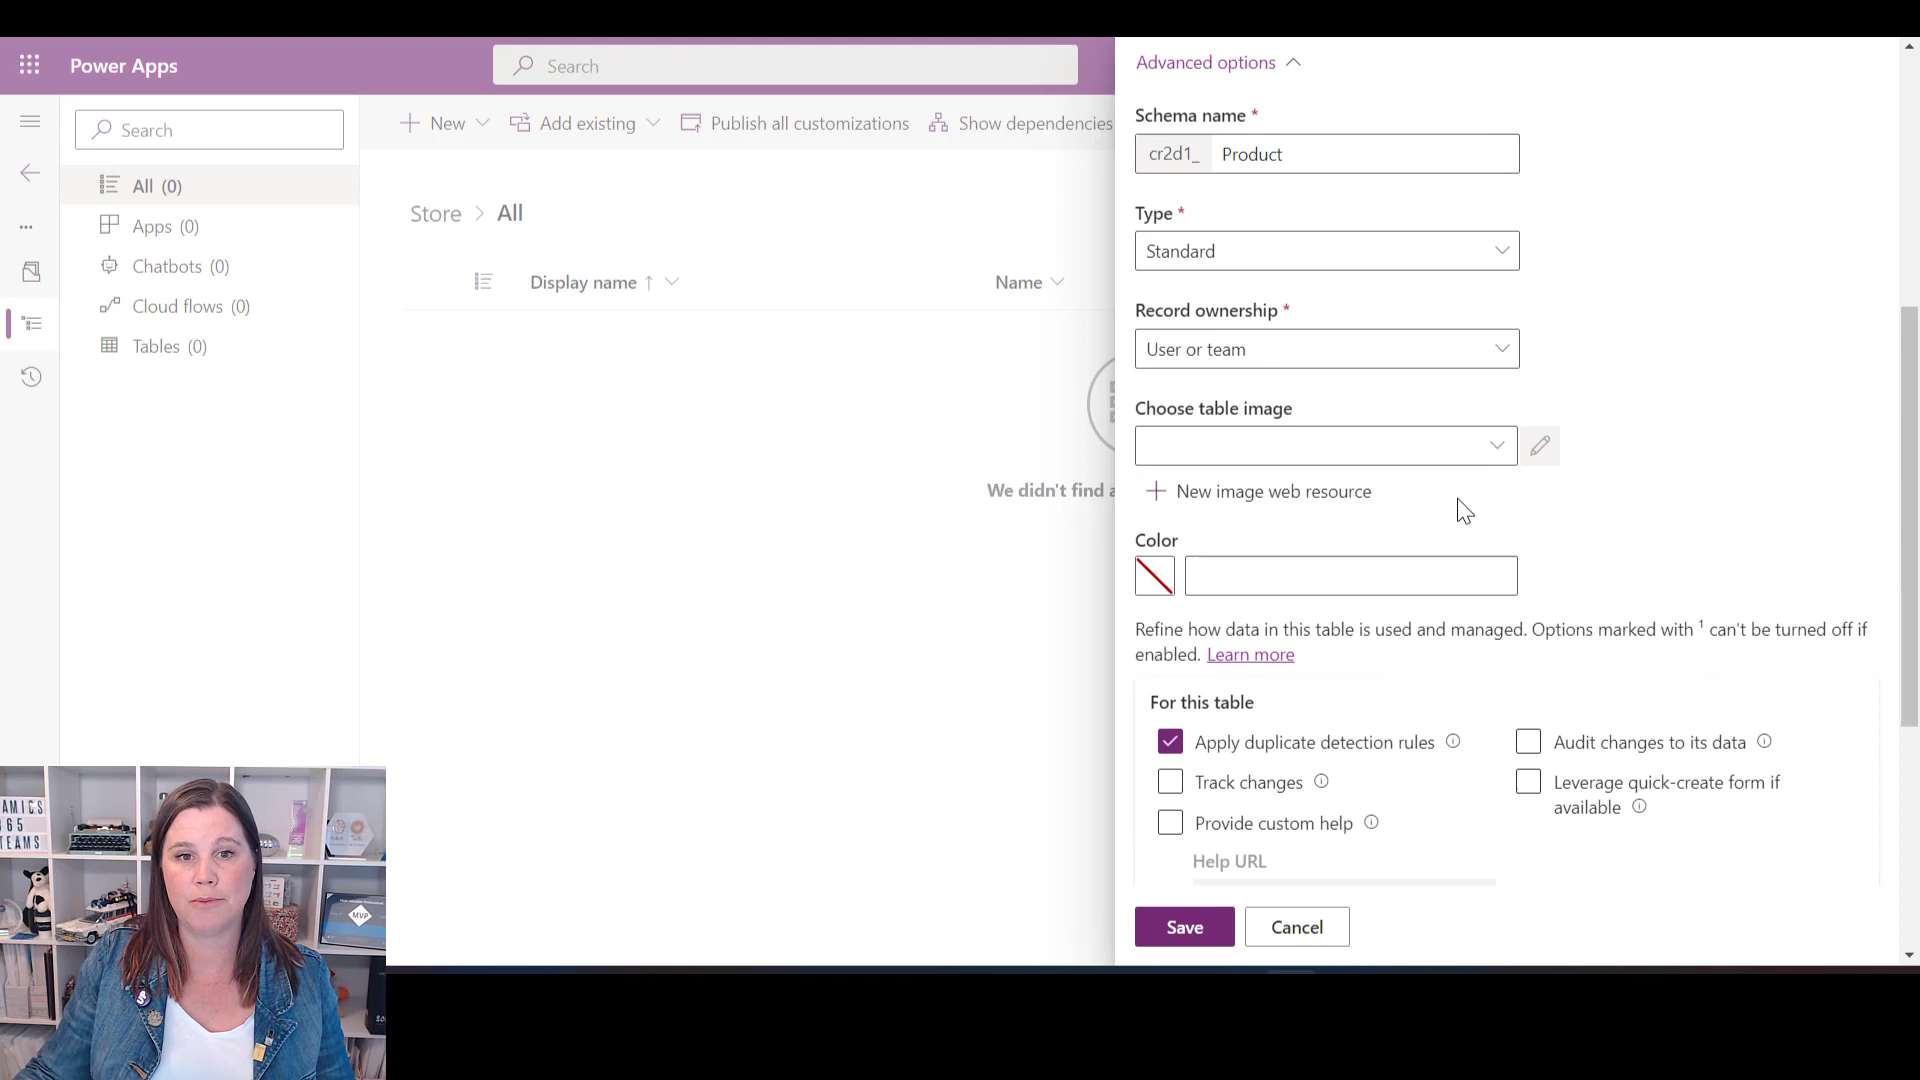 Power Apps
Search
Search
All (0)
Apps (0)
Chatbots (0)
Cloud flows (0)
Tables (0)
New
Add existing
Publish all customizations
Show dependencies
Store > All
Display name ↑
Name
We didn't find
Advanced options
Schema name *
cr2d1_ Product
Type *
Standard
Record ownership *
User or team
Choose table image
New image web resource
Color
Refine how data in this table is used and managed. Options marked with ¹ can't be turned off if
enabled. Learn more
For this table
Apply duplicate detection rules
Audit changes to its data
Track changes
Leverage quick-create form if
available
Provide custom help
Help URL
Save
Cancel
AMICS
365
TEAMS
MVP